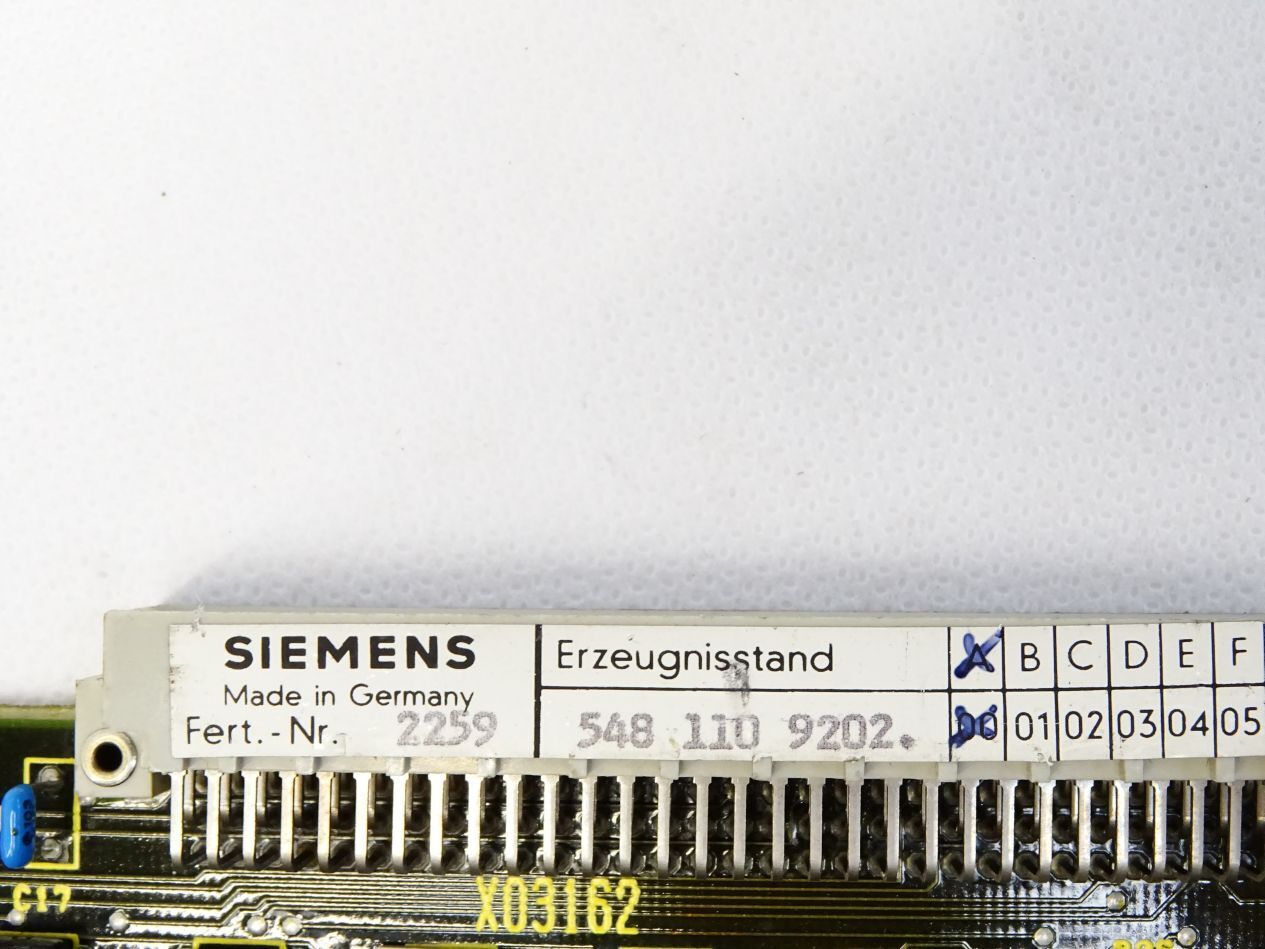 SIEMENS
Made in Germany
Fert.-Nr. 2259
Erzeugnisstand
548 110 9202.
A B C D E F
00 01 02 03 04 05
C17
X03162